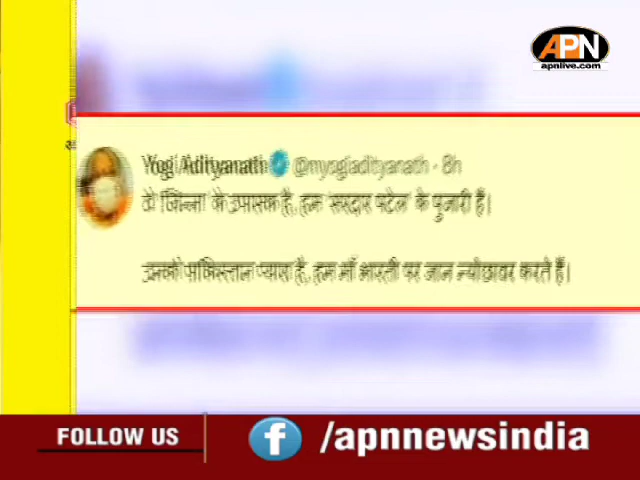 APN
apnlive.com
Yogi Adityanath @myogiadityanath - 8h
वे 'जिन्ना' के उपासक है, हम 'सरदार पटेल' के पुजारी हैं।
उनको पाकिस्तान प्यारा है, हम माँ भारती पर जान न्योछावर करते हैं।
FOLLOW US
/apnnewsindia